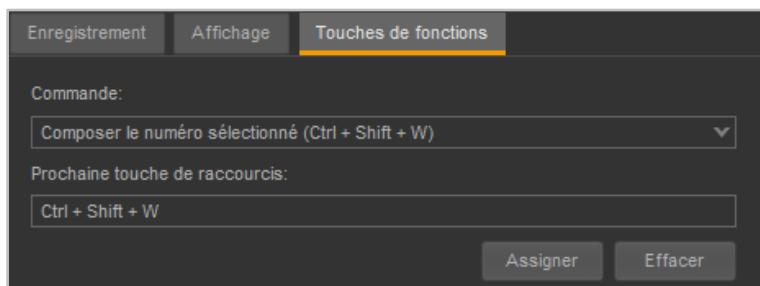 Enregistrement Affichage Touches de fonctions
Commande:
Composer le numéro sélectionné (Ctrl + Shift + W)
Prochaine touche de raccourcis:
Ctrl + Shift + W
Assigner Effacer